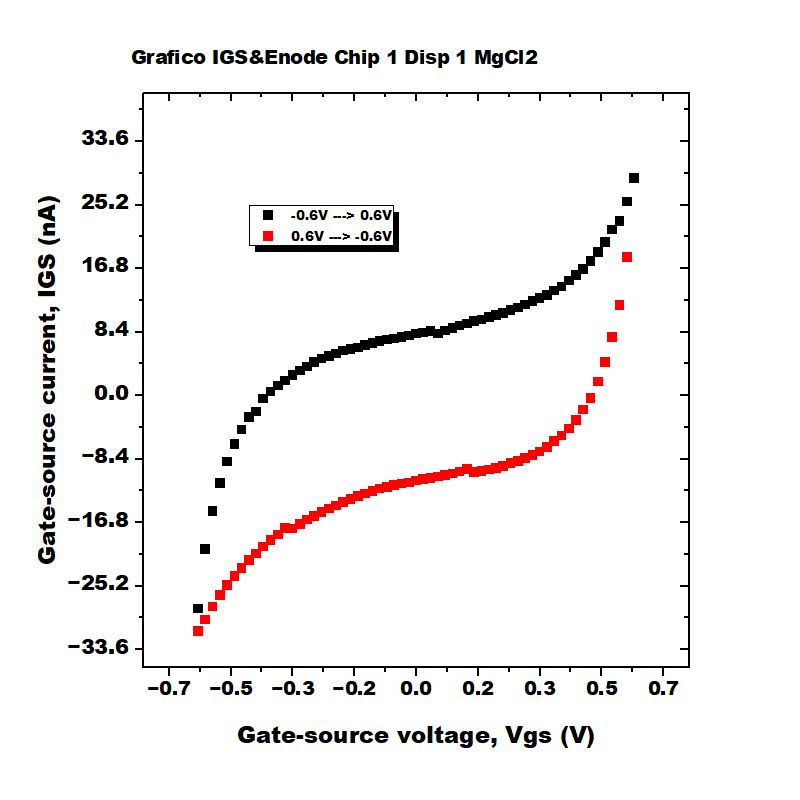 Grafico IGS&Enode Chip 1 Disp 1 MgCl2
33.6
25.2
16.8
8.4
0.0
−8.4
−16.8
−25.2
−33.6
Gate-source current, IGS (nA)
-0.6V ---> 0.6V
0.6V ---> -0.6V
−0.7 −0.5 −0.3 −0.2 0.0 0.2 0.3 0.5 0.7
Gate-source voltage, Vgs (V)